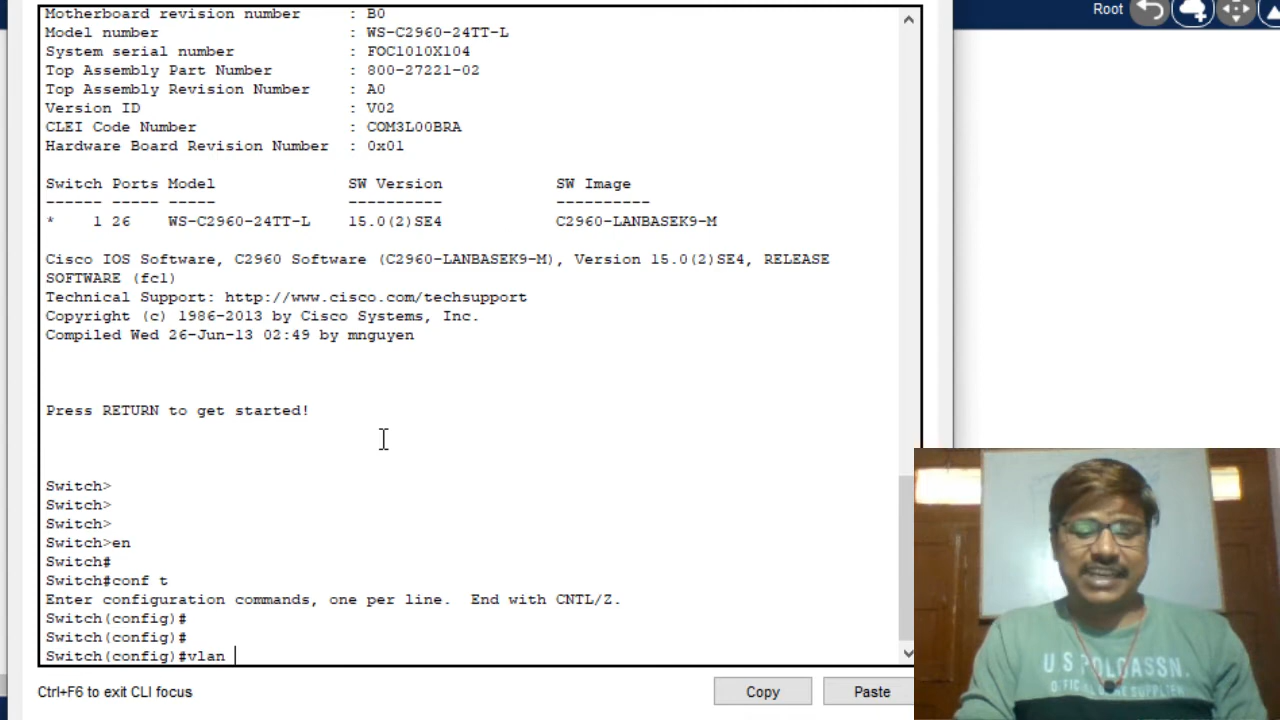 Root
Motherboard revision number : B0
Model number : WS-C2960-24TT-L
System serial number : FOC1010X104
Top Assembly Part Number : 800-27221-02
Top Assembly Revision Number : A0
Version ID : V02
CLEI Code Number : COM3L00BRA
Hardware Board Revision Number : 0x01
Switch Ports Model SW Version SW Image
------ ----- ----- ---------- ----------
* 1 26 WS-C2960-24TT-L 15.0(2)SE4 C2960-LANBASEK9-M
Cisco IOS Software, C2960 Software (C2960-LANBASEK9-M), Version 15.0(2)SE4, RELEASE
SOFTWARE (fc1)
Technical Support: http://www.cisco.com/techsupport
Copyright (c) 1986-2013 by Cisco Systems, Inc.
Compiled Wed 26-Jun-13 02:49 by mnguyen
Press RETURN to get started!
Switch>
Switch>
Switch>
Switch>en
Switch#
Switch#conf t
Enter configuration commands, one per line. End with CNTL/Z.
Switch(config)#
Switch(config)#
Switch(config)#vlan
Ctrl+F6 to exit CLI focus
Copy
Paste
U S POLO ASSN.